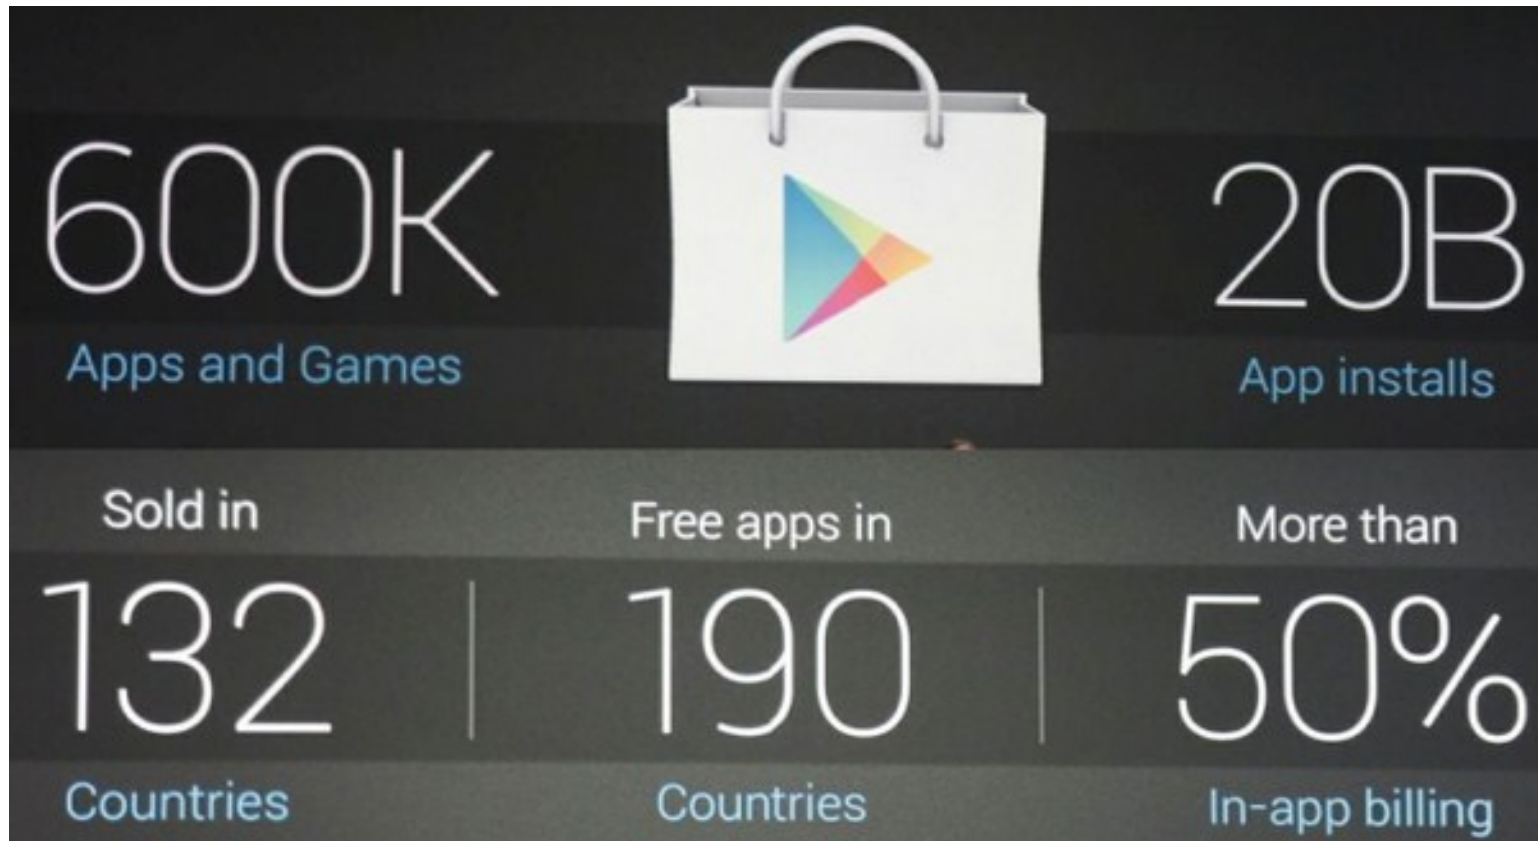 600K
Apps and Games
20B
App installs
Sold in
132
Countries
Free apps in
190
Countries
More than
50%
In-app billing